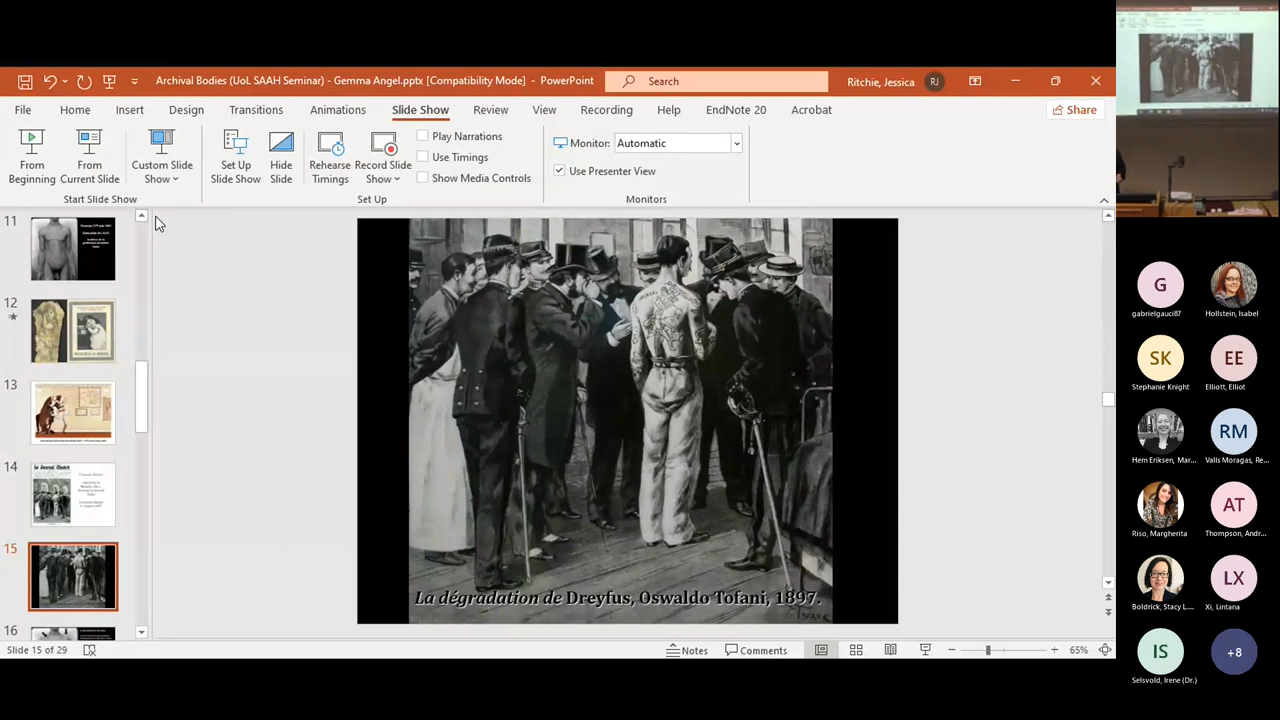 Archival Bodies (UoL SAAH Seminar) - Gemma Angel.pptx [Compatibility Mode] - PowerPoint
Search
Ritchie, Jessica
RJ
File Home Insert Design Transitions Animations Slide Show Review View Recording Help EndNote 20 Acrobat
Share
From Beginning
From Current Slide
Custom Slide Show
Set Up Slide Show
Hide Slide
Rehearse Timings
Record Slide Show
Play Narrations
Use Timings
Show Media Controls
Monitor: Automatic
Use Presenter View
Start Slide Show
Set Up
Monitors
11
12
13
14
Le Journal illustré
15
16
La dégradation de Dreyfus, Oswaldo Tofani, 1897.
Slide 15 of 29
Notes
Comments
65%
G
gabrielgauci87
Hollstein, Isabel
SK
Stephanie Knight
EE
Elliott, Elliot
Hem Eriksen, Mar...
RM
Valls Moragas, Re...
Riso, Margherita
AT
Thompson, Andr...
Boldrick, Stacy L....
LX
Xi, Lintana
IS
Selsvold, Irene (Dr.)
+8